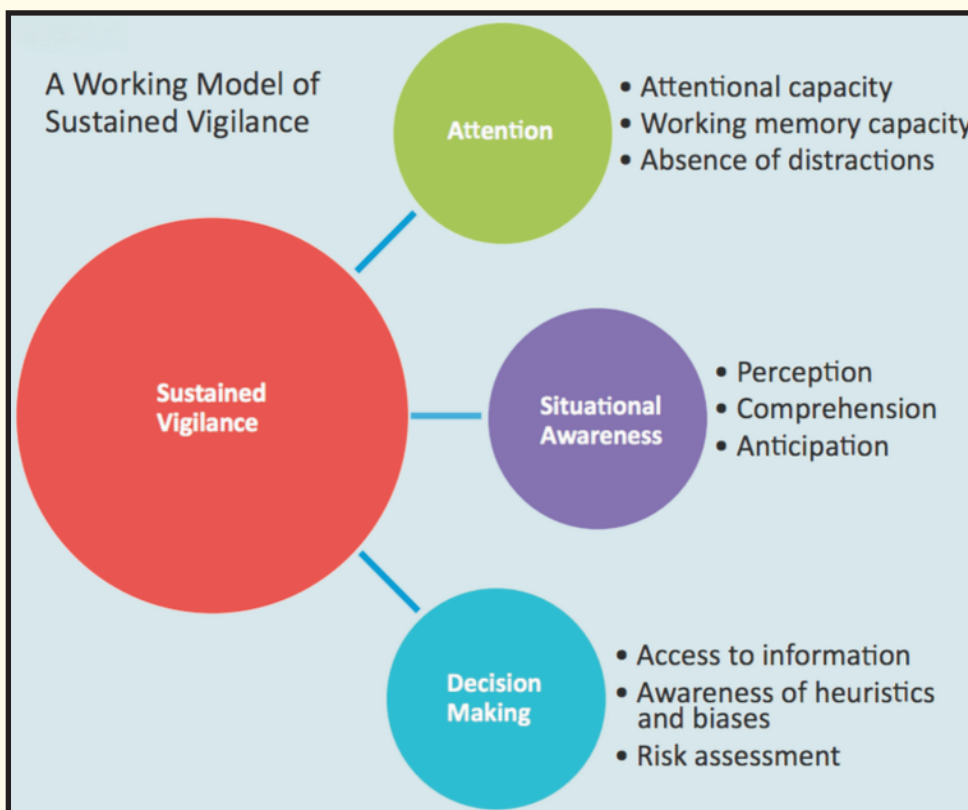 A Working Model of
Sustained Vigilance
Attention
• Attentional capacity
• Working memory capacity
• Absence of distractions
Sustained
Vigilance
Situational
Awareness
• Perception
• Comprehension
• Anticipation
Decision
Making
• Access to information
• Awareness of heuristics
and biases
• Risk assessment